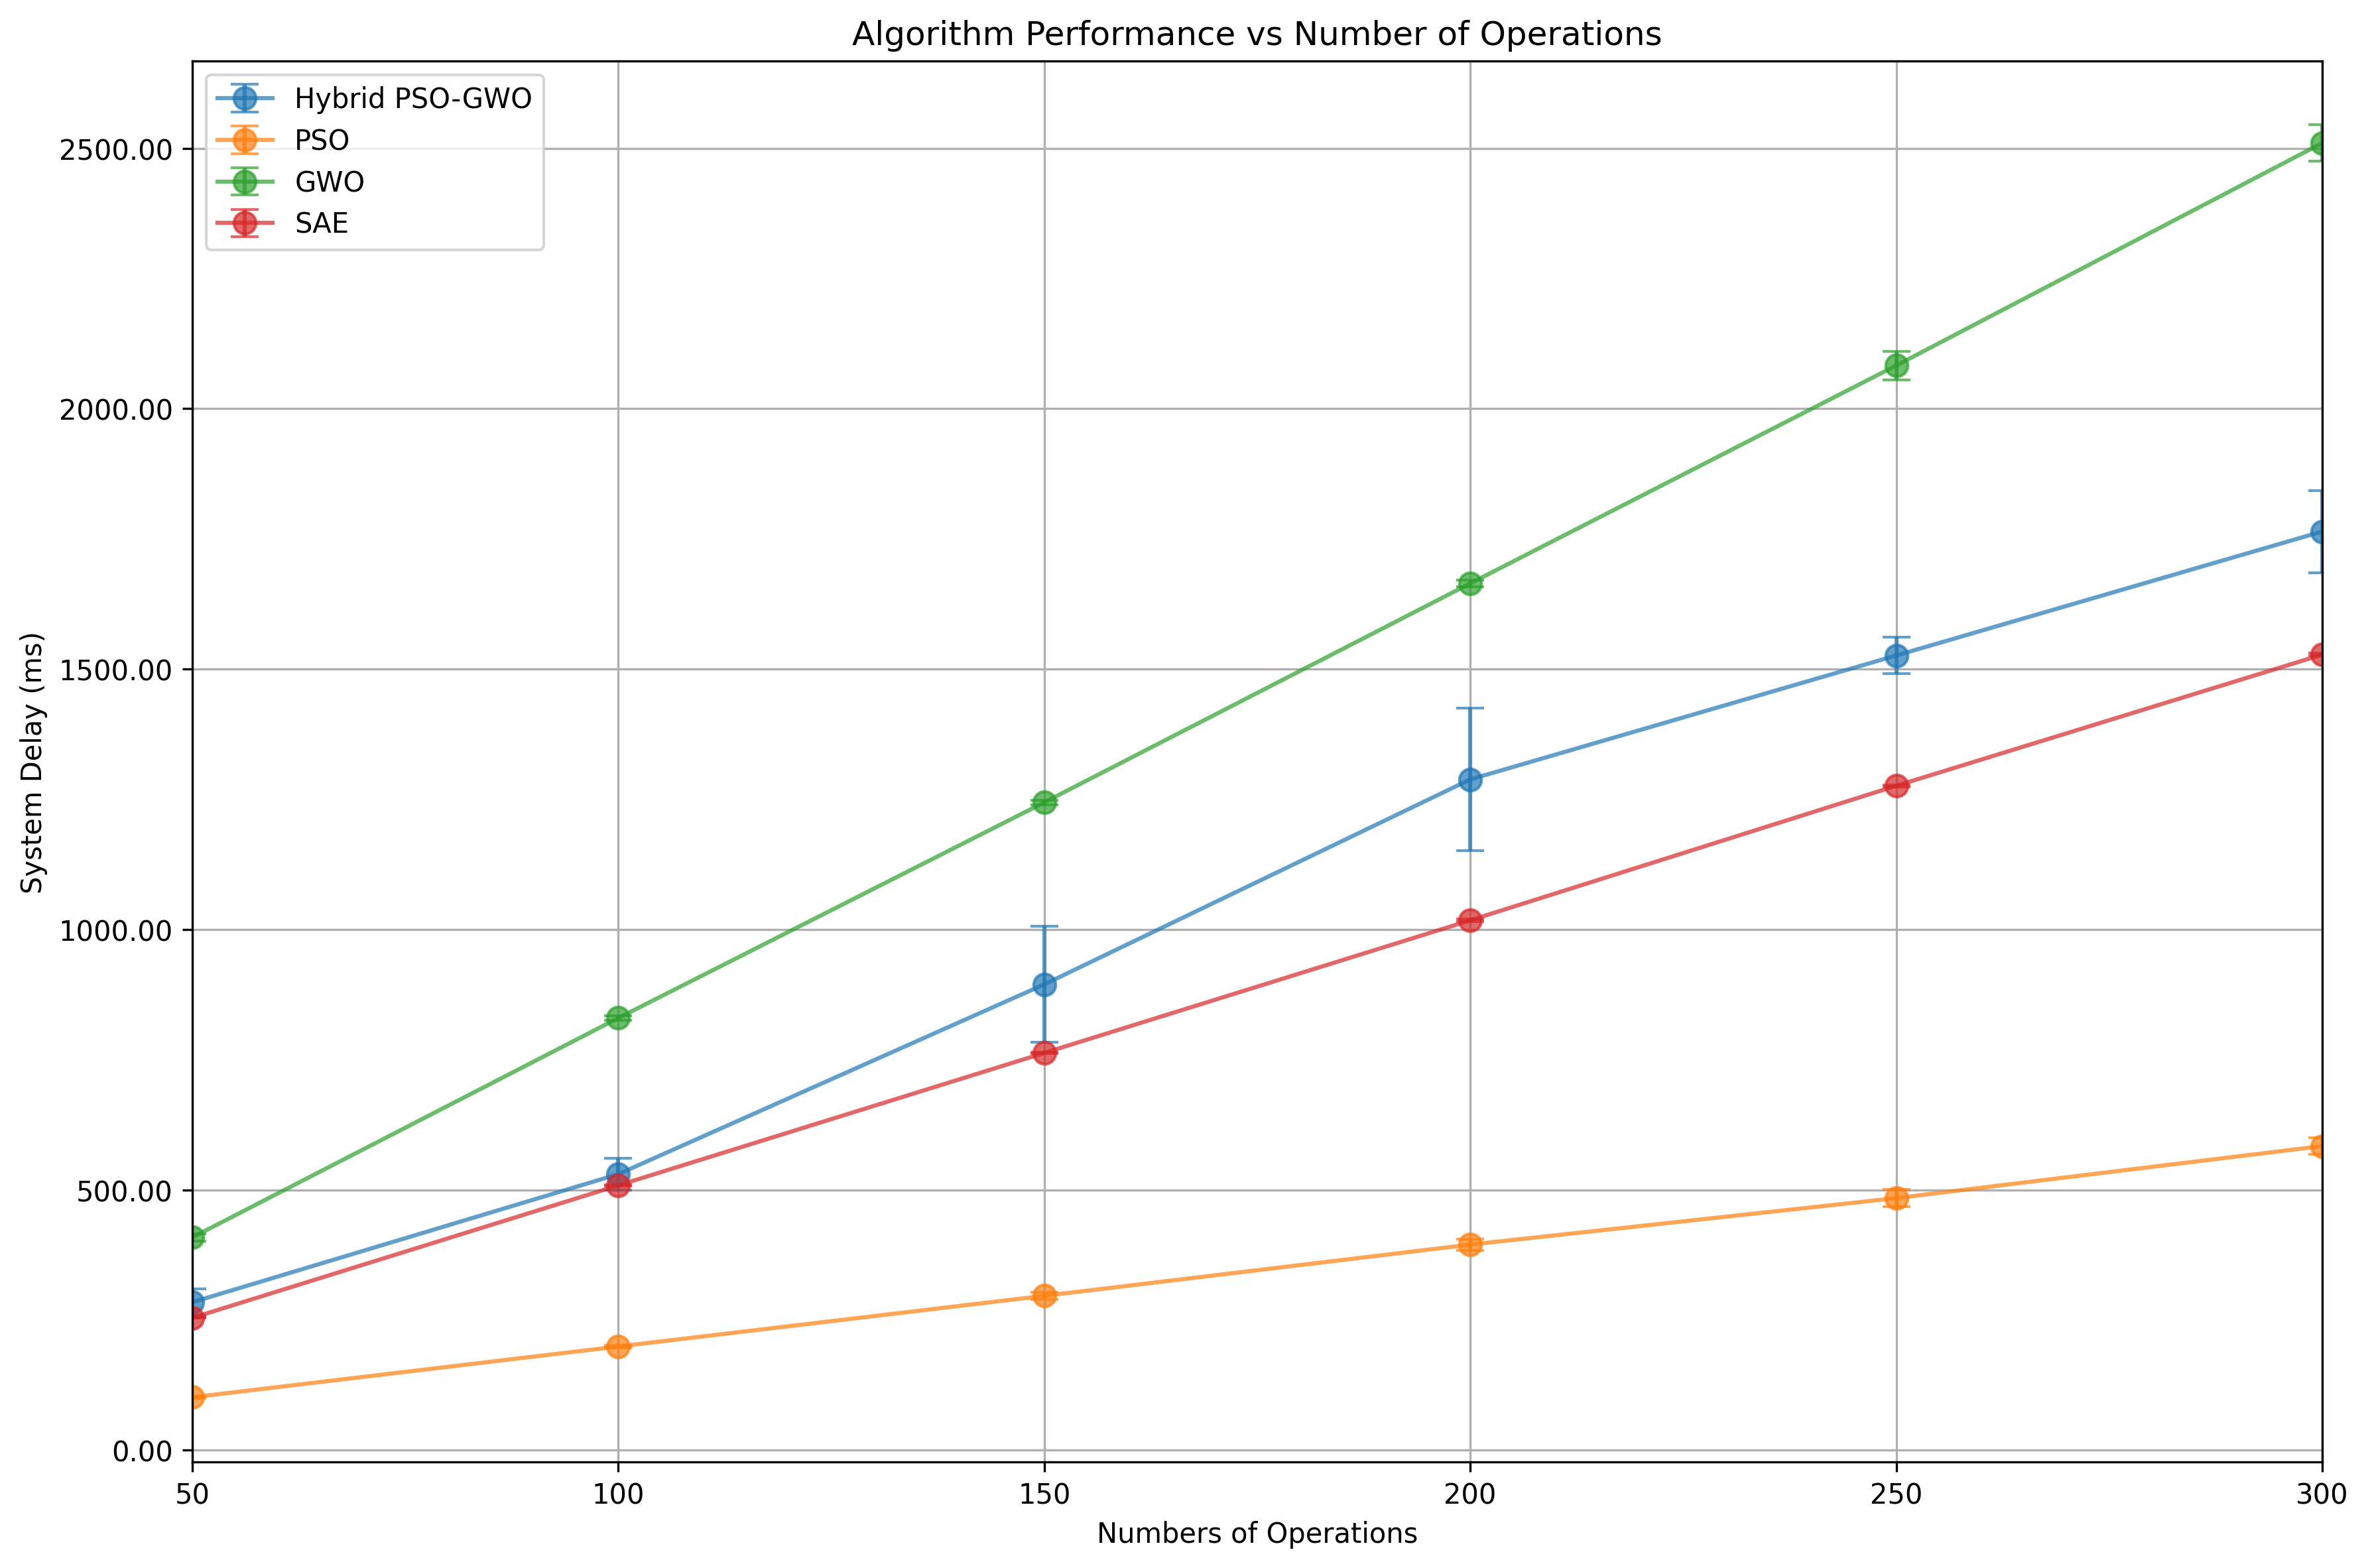 Algorithm Performance vs Number of Operations
Hybrid PSO-GWO
PSO
GWO
SAE
2500.00
2000.00
1500.00
1000.00
500.00
0.00
System Delay (ms)
50 100 150 200 250 300
Numbers of Operations